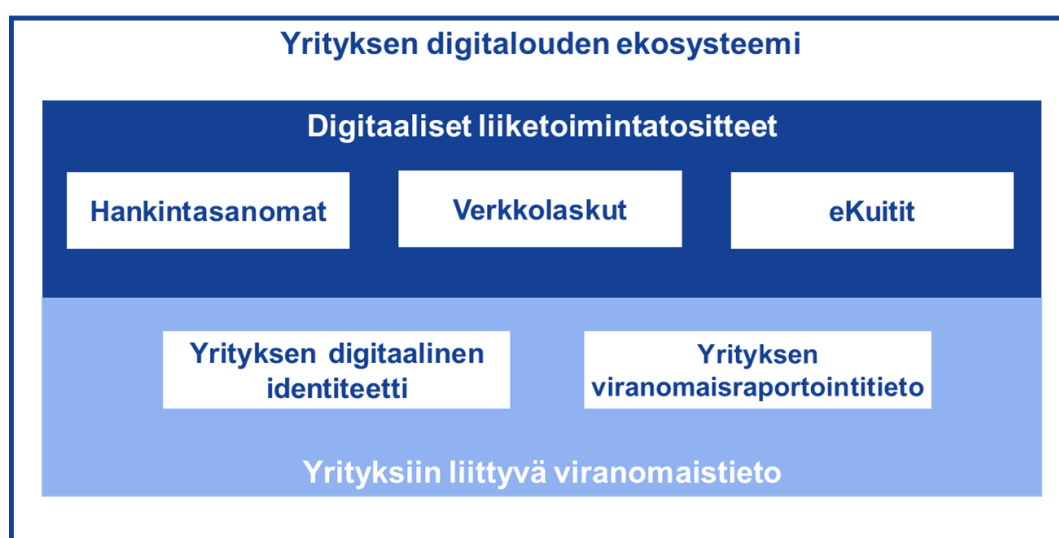 Yrityksen digitalouden ekosysteemi
Digitaaliset liiketoimintatositteet
Hankintasanomat
Verkkolaskut
eKuitit
Yrityksen digitaalinen
identiteetti
Yrityksen
viranomaisraportointitieto
Yrityksiin liittyvä viranomaistieto